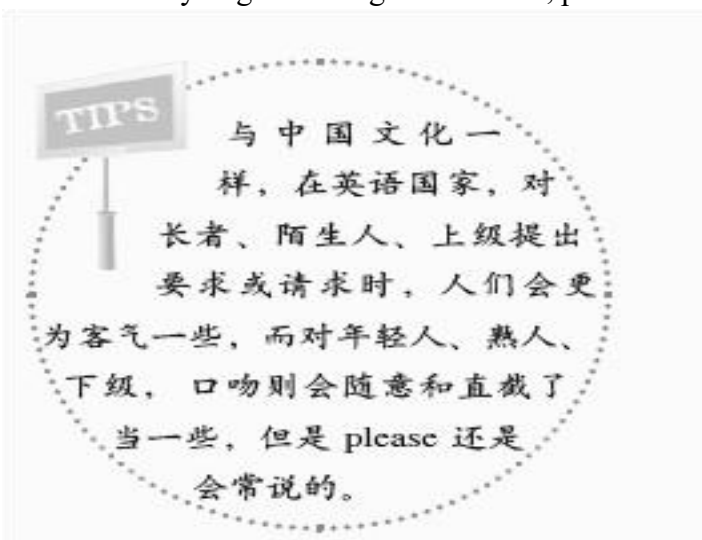 TIPS
与中国文化一
样，在英语国家，对
长者、陌生人、上级提出
要求或请求时，人们会更
为客气一些，而对年轻人、熟人、
下级，口吻则会随意和直截了
当一些，但是 please 还是
会常说的。